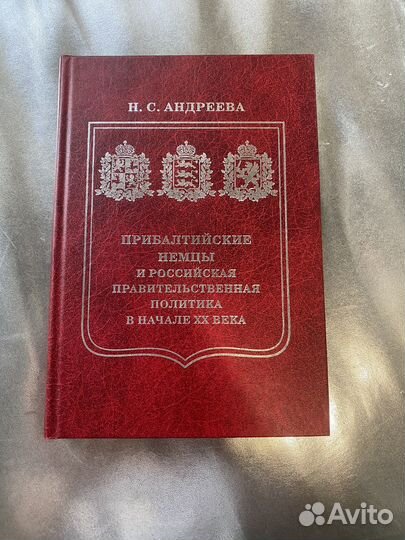 Н. С. АНДРЕЕВА
ПРИБАЛТИЙСКИЕ
НЕМЦЫ
И РОССИЙСКАЯ
ПРАВИТЕЛЬСТВЕННАЯ
ПОЛИТИКА
В НАЧАЛЕ XX ВЕКА
Avito